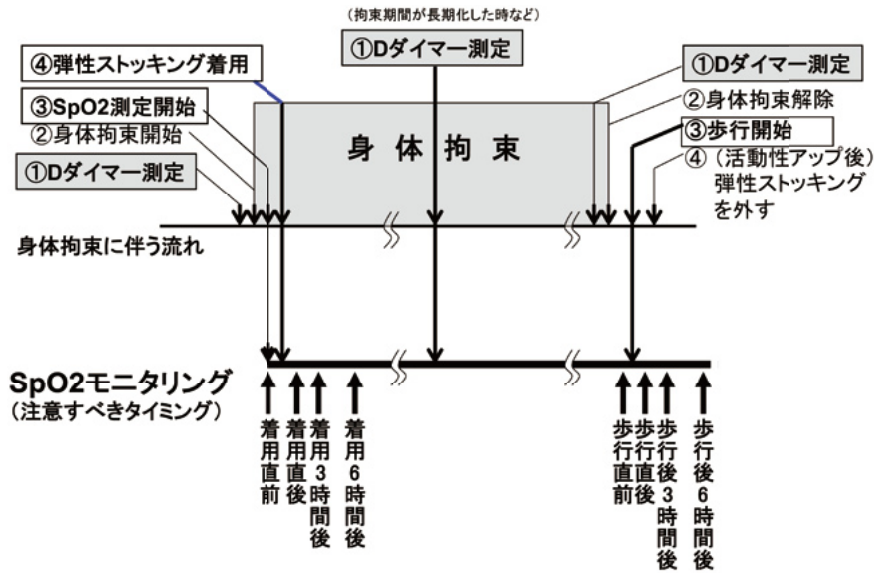 (拘束期間が長期化した時など)
①Dダイマー測定
④弾性ストッキング着用
③SpO2測定開始
②身体拘束開始
①Dダイマー測定
身体拘束
①Dダイマー測定
②身体拘束解除
③歩行開始
④(活動性アップ後)
弾性ストッキング
を外す
身体拘束に伴う流れ
SpO2モニタリング
(注意すべきタイミング)
着用直前
着用直後
着用3時間後
着用6時間後
歩行直前
歩行直後
歩行後3時間後
歩行後6時間後